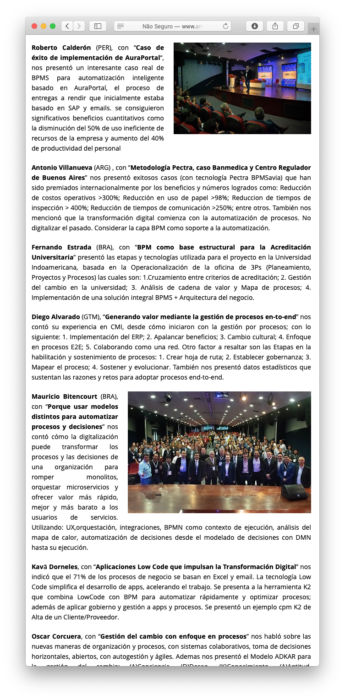 Não Seguro — www.a
Roberto Calderón (PER), con "Caso de
éxito de implementación de AuraPortal",
nos presentó un interesante caso real de
BPMS para automatización inteligente
basado en AuraPortal, el proceso de
entregas a rendir que inicialmente estaba
basado en SAP y emails. se consiguieron
significativos beneficios cuantitativos como
la disminución del 50% de uso ineficiente de
recursos de la empresa y aumento del 40%
de productividad del personal
Antonio Villanueva (ARG) , con "Metodología Pectra, caso Banmedica y Centro Regulador
de Buenos Aires" nos presentó éxitosos casos (con tecnología Pectra BPMSavia) que han
sido premiados internacionalmente por los beneficios y números logrados como: Reducción
de costos operativos >300%; Reducción en uso de papel >98%; Reduccion de tiempos de
inspección > 400%; Reducción de tiempos de comunicación >250%; entre otros. También nos
mencionó que la transformación digital comienza con la automatización de procesos. No
digitalizar el pasado. Considerar la capa BPM como soporte a la automatización.
Fernando Estrada (BRA), con "BPM como base estructural para la Acreditación
Universitaria" presentó las etapas y tecnologías utilizada para el proyecto en la Universidad
Indoamericana, basada en la Operacionalización de la oficina de 3Ps (Planeamiento,
Proyectos y Procesos) las cuales son: 1.Cruzamiento entre criterios de acreditación; 2. Gestión
del cambio en la universidad; 3. Análisis de cadena de valor y Mapa de procesos; 4.
Implementación de una solución integral BPMS + Arquitectura del negocio.
Diego Alvarado (GTM), "Generando valor mediante la gestión de procesos en-to-end" nos
contó su experiencia en CMI, desde cómo iniciaron con la gestión por procesos; con lo
siguiente: 1. Implementación del ERP; 2. Apalancar beneficios; 3. Cambio cultural; 4. Enfoque
en procesos E2E; 5. Colaborando como una red. Otro factor a resaltar son las Etapas en la
habilitación y sostenimiento de procesos: 1. Crear hoja de ruta; 2. Establecer gobernanza; 3.
Mapear el proceso; 4. Sostener y evolucionar. También nos presentó datos estadísticos que
sustentan las razones y retos para adoptar procesos end-to-end.
Mauricio Bitencourt (BRA),
con "Porque usar modelos
distintos para automatizar
procesos y decisiones" nos
contó cómo la digitalización
puede transformar los
procesos y las decisiones de
una organización para
romper monolitos,
orquestar microservicios y
ofrecer valor más rápido,
mejor y más barato a los
usuarios de servicios.
Utilizando: UX,orquestación, integraciones, BPMN como contexto de ejecución, análisis del
mapa de calor, automatización de decisiones desde el modelado de decisiones con DMN
hasta su ejecución.
Kavà Dorneles, con "Aplicaciones Low Code que impulsan la Transformación Digital" nos
indicó que el 71% de los procesos de negocio se basan en Excel y email. La tecnología Low
Code simplifica el desarrollo de apps, acelerando el trabajo. Se presenta a la herramienta K2
que combina LowCode con BPM para automatizar rápidamente y optimizar procesos;
además de aplicar gobierno y gestión a apps y procesos. Se presentó un ejemplo cpm K2 de
Alta de un Cliente/Proveedor.
Oscar Corcuera, con "Gestión del cambio con enfoque en procesos" nos habló sobre las
nuevas maneras de organización y procesos, con sistemas colaborativos, toma de decisiones
horizontales, abiertos, con autogestión y ágiles. Ademas nos presentó el Modelo ADKAR para